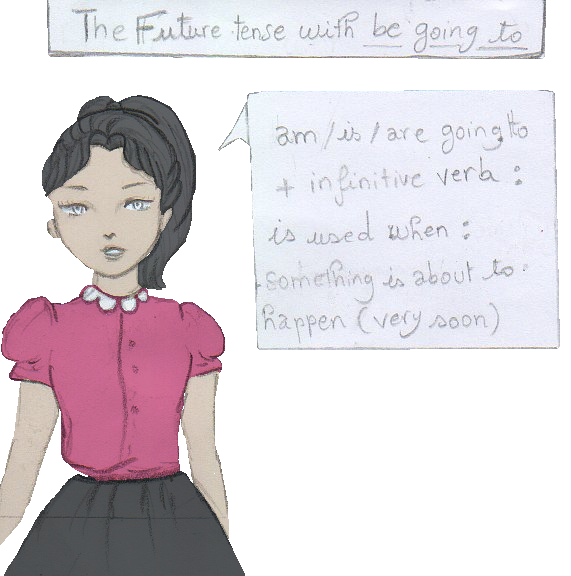 The Future tense with be going to
am/is/are going to
+ infinitive verb :
is used when :
something is about to
happen (very soon)